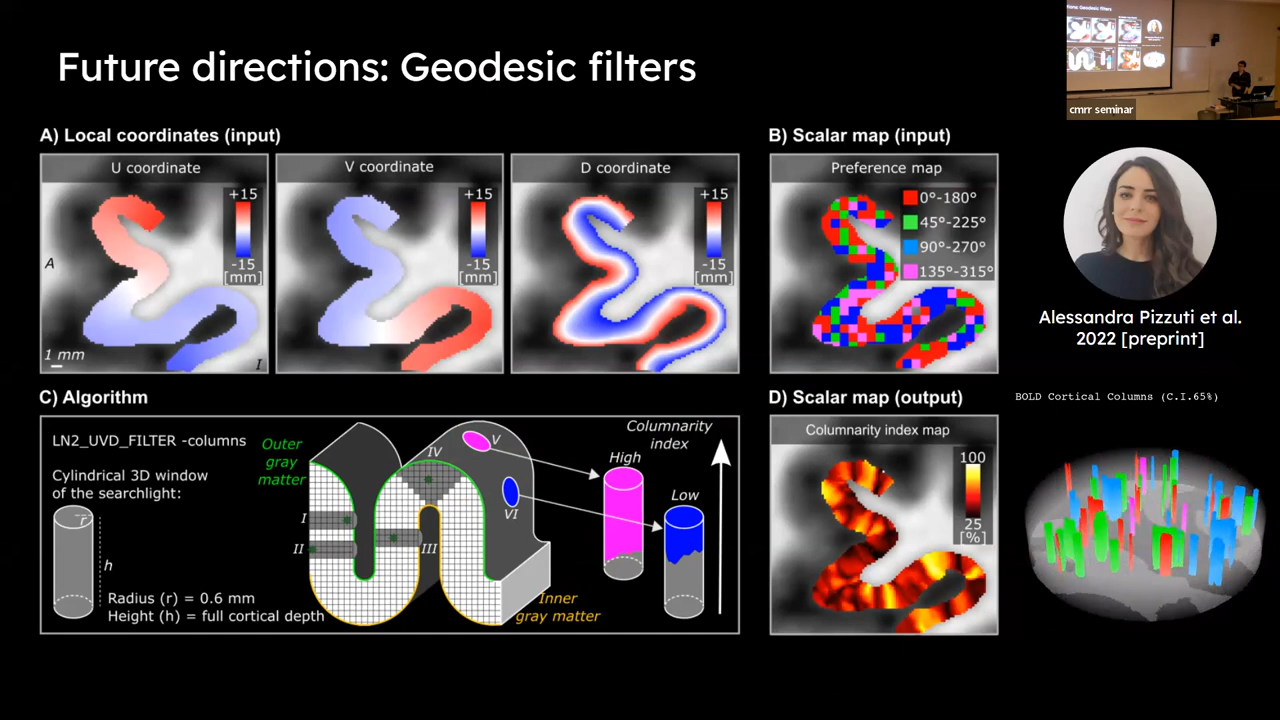 Future directions: Geodesic filters
cmrr seminar
A) Local coordinates (input)
U coordinate
+15
-15
[mm]
A
1 mm
I
V coordinate
+15
-15
[mm]
D coordinate
+15
-15
[mm]
B) Scalar map (input)
Preference map
0°-180°
45°-225°
90°-270°
135°-315°
Alessandra Pizzuti et al.
2022 [preprint]
C) Algorithm
LN2_UVD_FILTER -columns
Cylindrical 3D window
of the searchlight:
r
h
Radius (r) = 0.6 mm
Height (h) = full cortical depth
Outer
gray
matter
I
II
III
IV
V
VI
Inner
gray matter
Columnarity
index
High
Low
D) Scalar map (output)
Columnarity index map
100
25
[%]
BOLD Cortical Columns (C.I.65%)